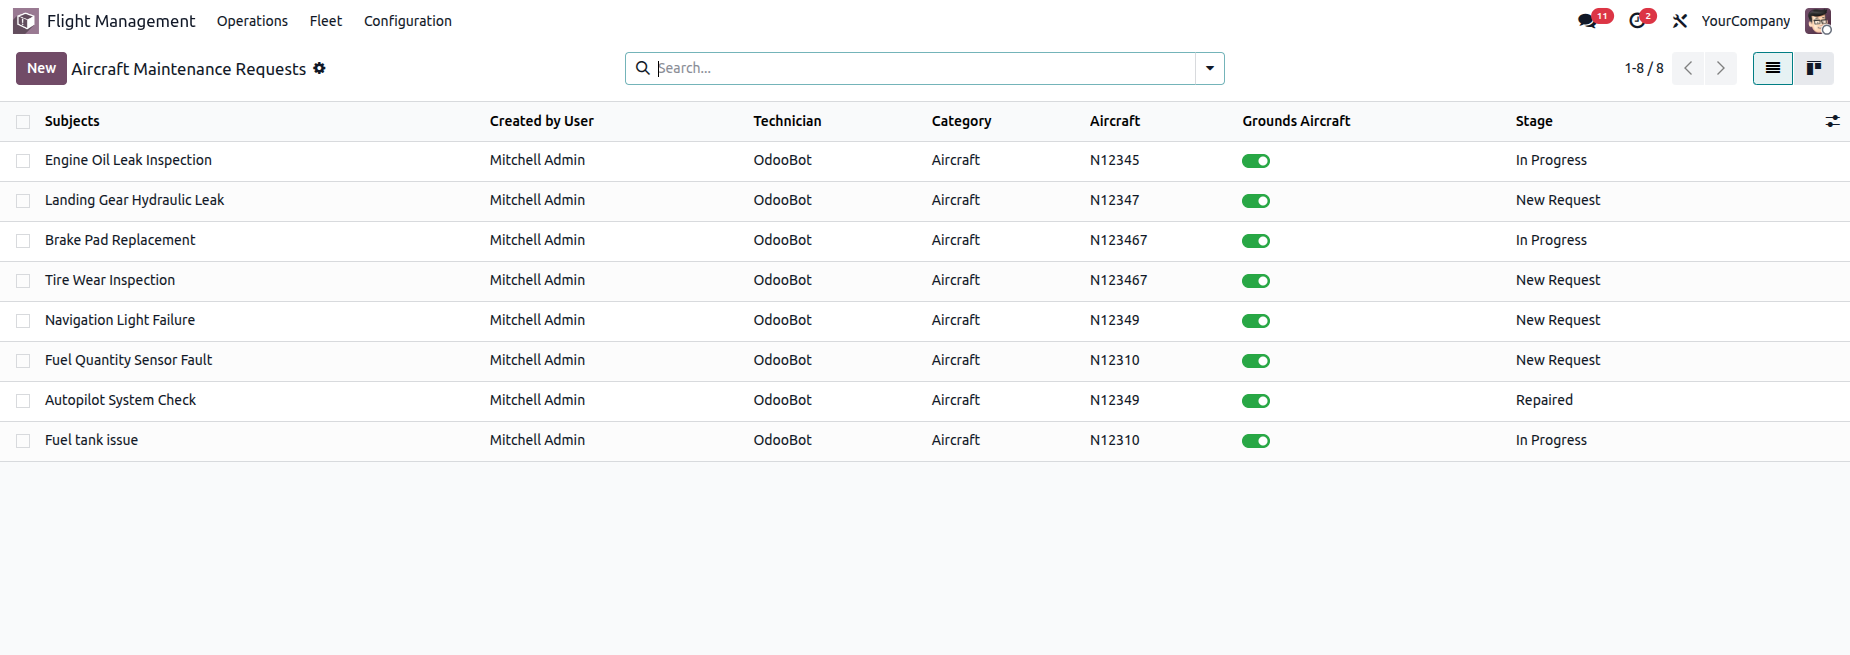 Flight Management Operations Fleet Configuration 11 2 YourCompany
New Aircraft Maintenance Requests Search... 1-8 / 8
Subjects Created by User Technician Category Aircraft Grounds Aircraft Stage
Engine Oil Leak Inspection Mitchell Admin OdooBot Aircraft N12345 In Progress
Landing Gear Hydraulic Leak Mitchell Admin OdooBot Aircraft N12347 New Request
Brake Pad Replacement Mitchell Admin OdooBot Aircraft N123467 In Progress
Tire Wear Inspection Mitchell Admin OdooBot Aircraft N123467 New Request
Navigation Light Failure Mitchell Admin OdooBot Aircraft N12349 New Request
Fuel Quantity Sensor Fault Mitchell Admin OdooBot Aircraft N12310 New Request
Autopilot System Check Mitchell Admin OdooBot Aircraft N12349 Repaired
Fuel tank issue Mitchell Admin OdooBot Aircraft N12310 In Progress